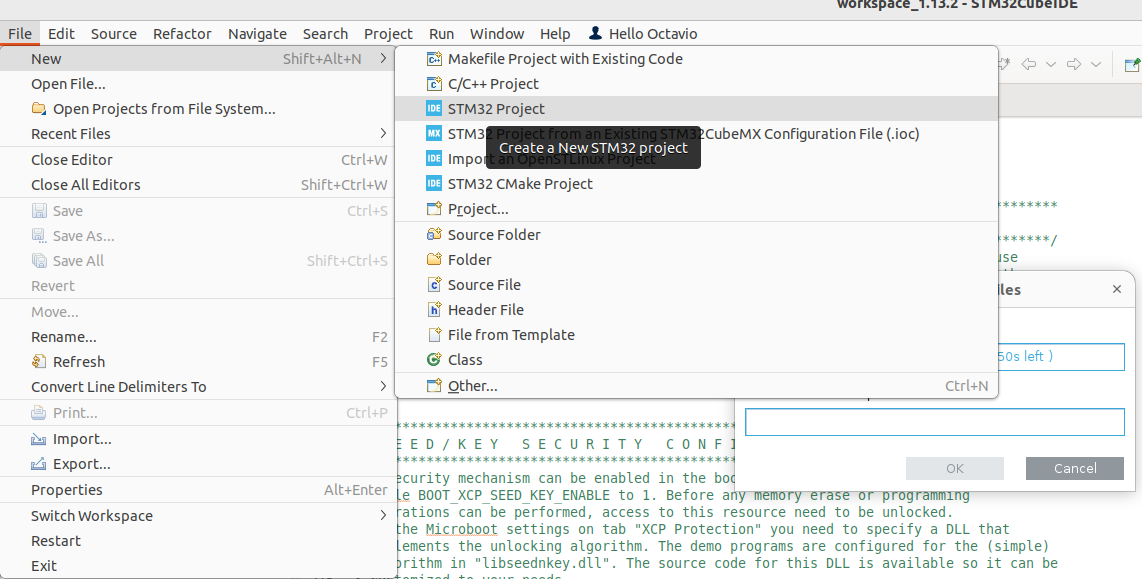 workspace_1.13.2 - STM32CubeIDE
File Edit Source Refactor Navigate Search Project Run Window Help Hello Octavio
New Shift+Alt+N
Open File...
Open Projects from File System...
Recent Files
Close Editor Ctrl+W
Close All Editors Shift+Ctrl+W
Save Ctrl+S
Save As...
Save All Shift+Ctrl+S
Revert
Move...
Rename... F2
Refresh F5
Convert Line Delimiters To
Print... Ctrl+P
Import...
Export...
Properties Alt+Enter
Switch Workspace
Restart
Exit
Makefile Project with Existing Code
C/C++ Project
IDE STM32 Project
MX STM32 Project from an Existing STM32CubeMX Configuration File (.ioc)
Create a New STM32 project
IDE Import an OpenSTLinux Project
IDE STM32 CMake Project
Project...
Source Folder
Folder
Source File
Header File
File from Template
Class
Other... Ctrl+N
********
*******/
use
iles
50s left )
OK Cancel
E E D / K E Y S E C U R I T Y C O N F I
ecurity mechanism can be enabled in the boo
le BOOT_XCP_SEED_KEY_ENABLE to 1. Before any memory erase or programming
rations can be performed, access to this resource need to be unlocked.
the Microboot settings on tab "XCP Protection" you need to specify a DLL that
lements the unlocking algorithm. The demo programs are configured for the (simple)
orithm in "libseednkey.dll". The source code for this DLL is available so it can be
customized to your needs